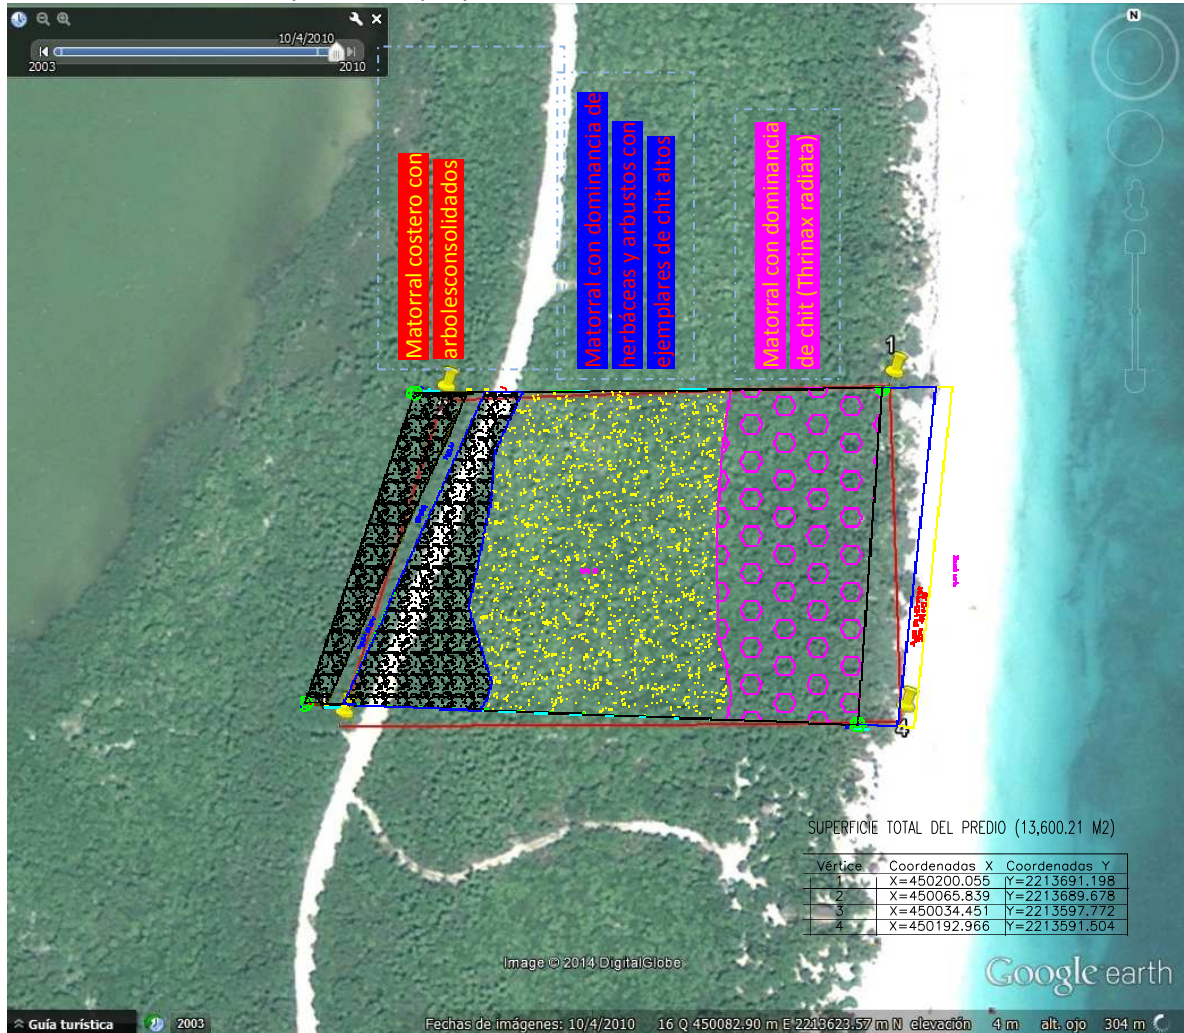 10/4/2010
2003
2010
N
Matorral costero con
arbolesconsolidados
Matorral con dominancia de
herbáceas y arbustos con
ejemplares de chit altos
Matorral con dominancia
de chit (Thrinax radiata)
1
4
SUPERFICIE TOTAL DEL PREDIO (13,600.21 M2)
Vértice Coordenadas X Coordenadas Y
1 X=450200.055 Y=2213691.198
2 X=450065.839 Y=2213689.678
3 X=450034.451 Y=2213597.772
4 X=450192.966 Y=2213591.504
Image © 2014 DigitalGlobe
Google earth
Guía turística
2003
Fechas de imágenes: 10/4/2010 16 Q 450082.90 m E 2213623.57 m N elevación 4 m alt. ojo 304 m